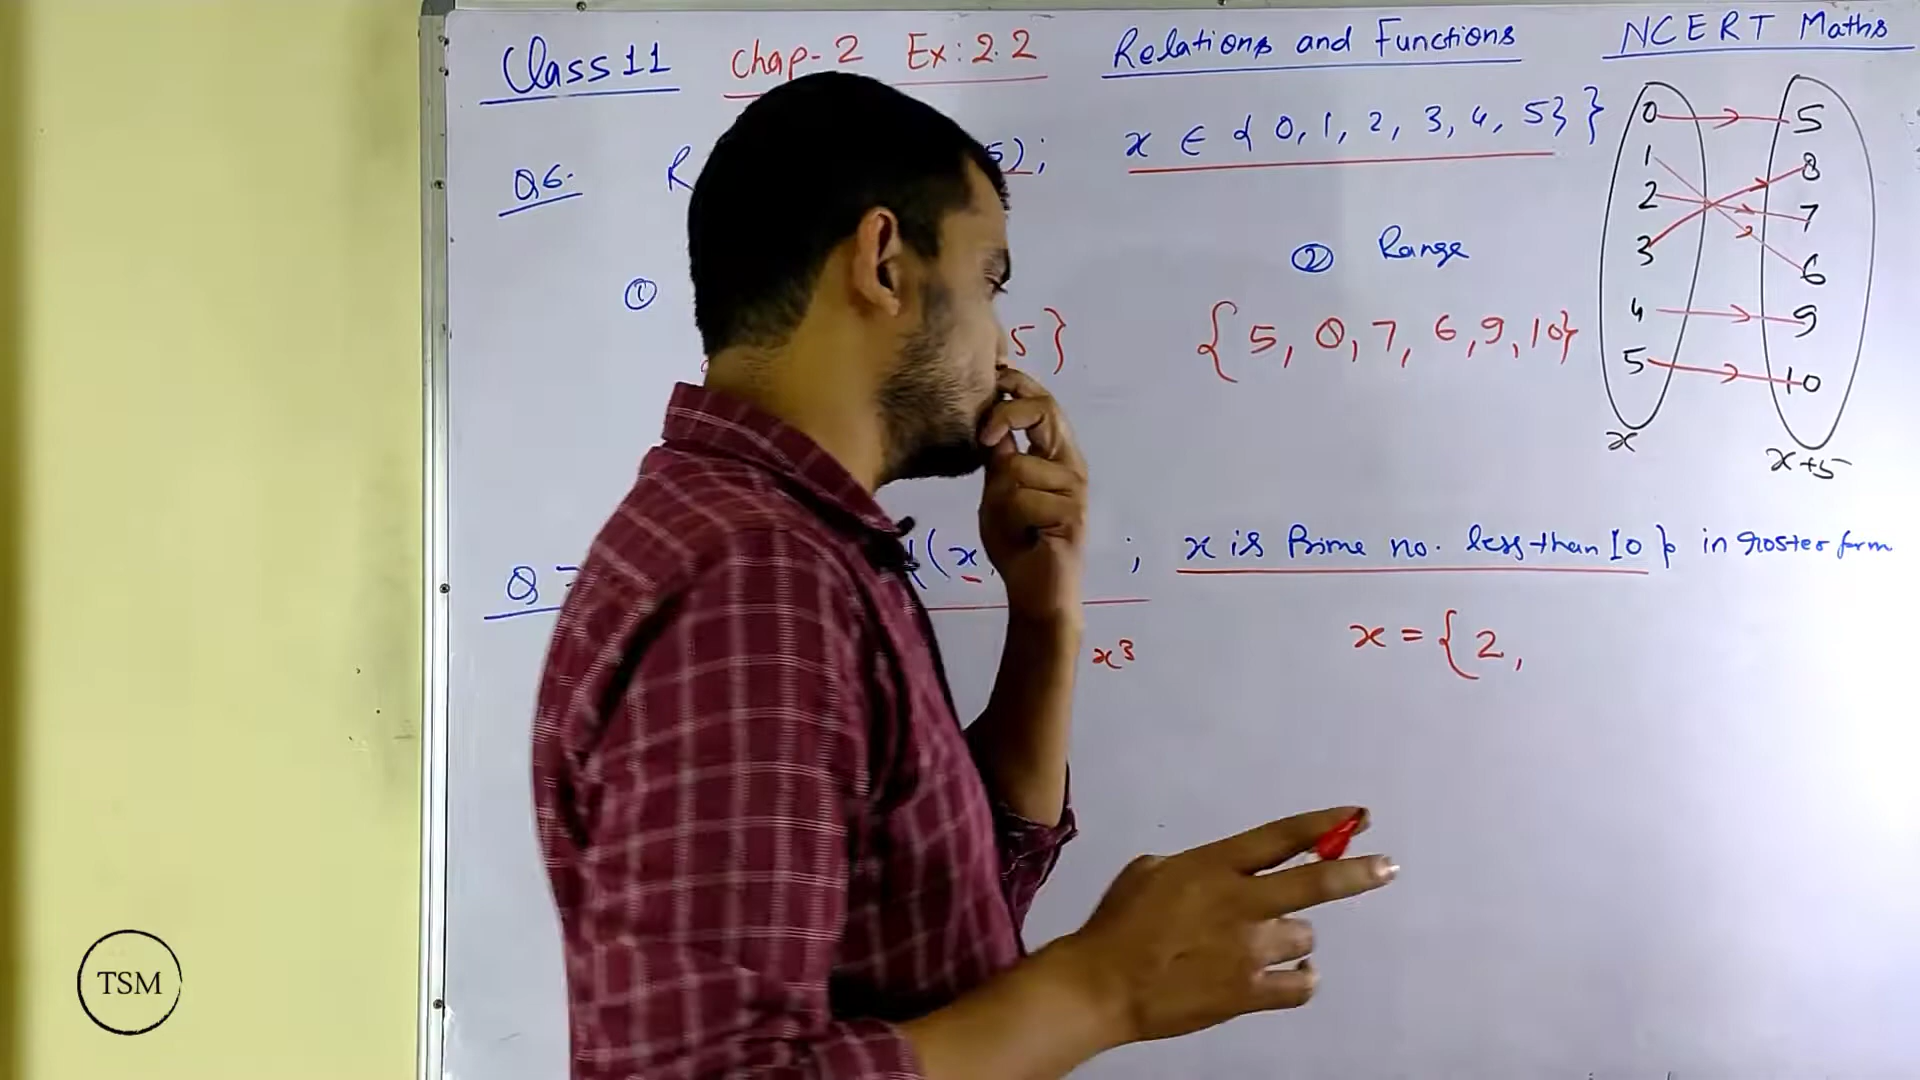 Class 11 Chap-2 Ex: 2.2 Relations and Functions NCERT Maths
Q6. R 5); x ∈ { 0, 1, 2, 3, 4, 5} }
① ② Range
5} { 5, 8, 7, 6, 9, 10}
0 5
1 8
2 7
3 6
4 9
5 10
x x+5
Q 7 {(x, ; x is Prime no. less than 10 } in roster form
x³ x = { 2,
TSM